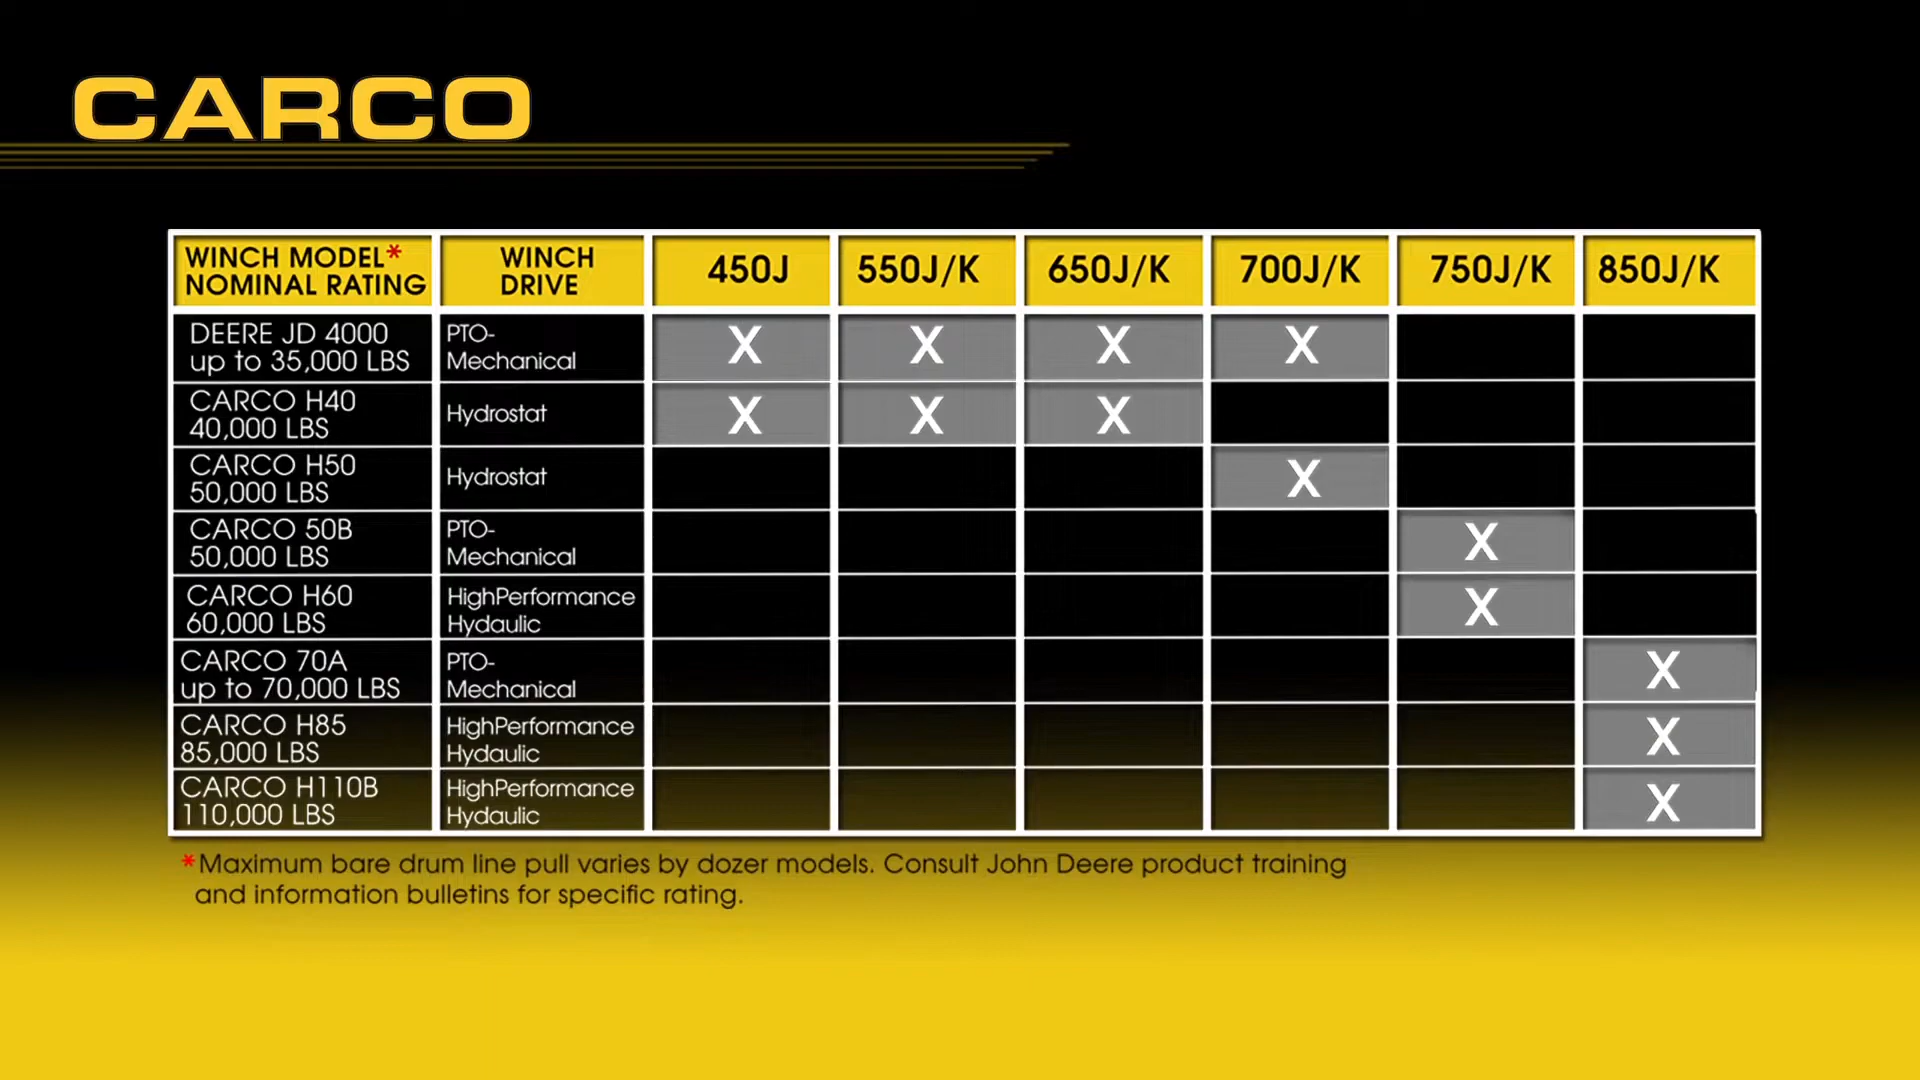 CARCO
WINCH MODEL* WINCH 450J 550J/K 650J/K 700J/K 750J/K 850J/K
NOMINAL RATING DRIVE
DEERE JD 4000 PTO- X X X X
up to 35,000 LBS Mechanical
CARCO H40 Hydrostat X X X
40,000 LBS
CARCO H50 Hydrostat X
50,000 LBS
CARCO 50B PTO- X
50,000 LBS Mechanical
CARCO H60 HighPerformance X
60,000 LBS Hydaulic
CARCO 70A PTO- X
up to 70,000 LBS Mechanical
CARCO H85 HighPerformance X
85,000 LBS Hydaulic
CARCO H110B HighPerformance X
110,000 LBS Hydaulic
*Maximum bare drum line pull varies by dozer models. Consult John Deere product training
and information bulletins for specific rating.